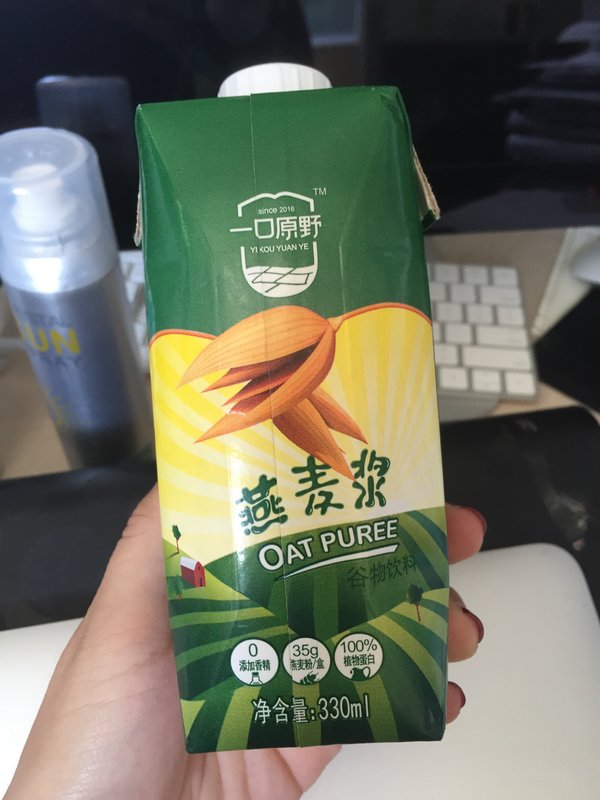 TM
since 2016
一口原野
YI KOU YUAN YE
燕麦浆
OAT PUREE
谷物饮料
0
添加香精
35g
燕麦粉/盒
100%
植物蛋白
净含量:330ml
UN